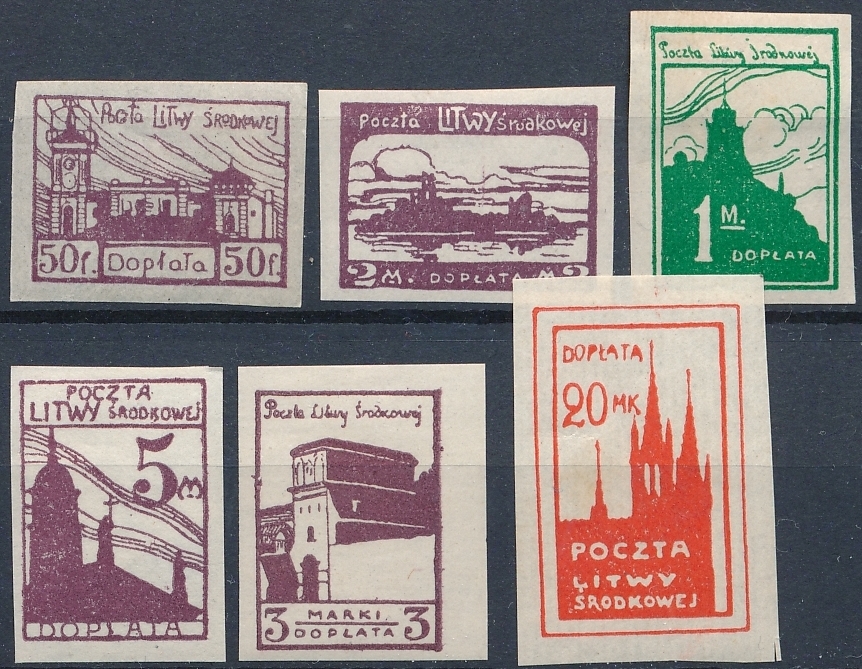 Poczta LITWY ŚRODKOWEJ
50f. Dopłata 50f.
Poczta LITWY Środkowej
2 M. DOPŁATA M 2
Poczta Litwy Środkowej
1 M.
DOPŁATA
POCZTA
LITWY ŚRODKOWEJ
5 M
DOPŁATA
Poczta Litwy Środkowej
3 MARKI 3
DOPŁATA
DOPŁATA
20 MK
POCZTA
LITWY
ŚRODKOWEJ